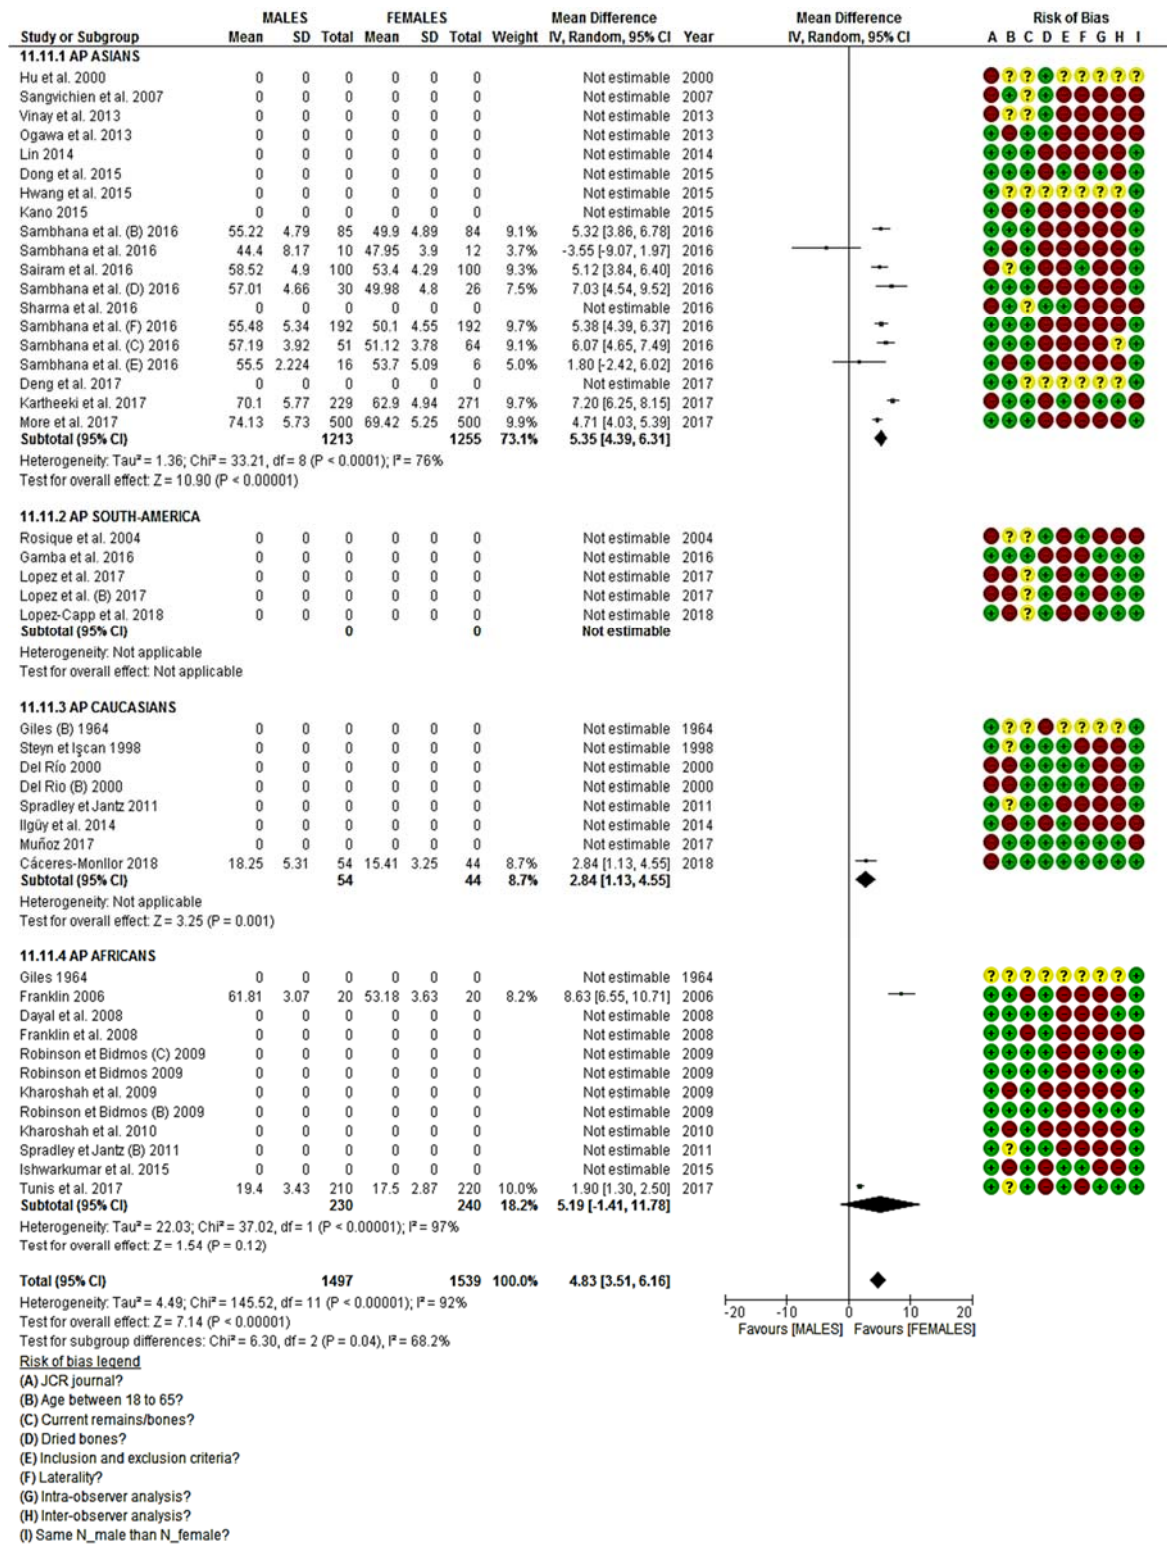 MALES FEMALES Mean Difference Mean Difference Risk of Bias
Study or Subgroup Mean SD Total Mean SD Total Weight IV, Random, 95% CI Year IV, Random, 95% CI A B C D E F G H I
11.11.1 AP ASIANS
Hu et al. 2000 0 0 0 0 0 0 Not estimable 2000
Sangvichien et al. 2007 0 0 0 0 0 0 Not estimable 2007
Vinay et al. 2013 0 0 0 0 0 0 Not estimable 2013
Ogawa et al. 2013 0 0 0 0 0 0 Not estimable 2013
Lin 2014 0 0 0 0 0 0 Not estimable 2014
Dong et al. 2015 0 0 0 0 0 0 Not estimable 2015
Hwang et al. 2015 0 0 0 0 0 0 Not estimable 2015
Kano 2015 0 0 0 0 0 0 Not estimable 2015
Sambhana et al. (B) 2016 55.22 4.79 85 49.9 4.89 84 9.1% 5.32 [3.86, 6.78] 2016
Sambhana et al. 2016 44.4 8.17 10 47.95 3.9 12 3.7% -3.55 [-9.07, 1.97] 2016
Sairam et al. 2016 58.52 4.9 100 53.4 4.29 100 9.3% 5.12 [3.84, 6.40] 2016
Sambhana et al. (D) 2016 57.01 4.66 30 49.98 4.8 26 7.5% 7.03 [4.54, 9.52] 2016
Sharma et al. 2016 0 0 0 0 0 0 Not estimable 2016
Sambhana et al. (F) 2016 55.48 5.34 192 50.1 4.55 192 9.7% 5.38 [4.39, 6.37] 2016
Sambhana et al. (C) 2016 57.19 3.92 51 51.12 3.78 64 9.1% 6.07 [4.65, 7.49] 2016
Sambhana et al. (E) 2016 55.5 2.224 16 53.7 5.09 6 5.0% 1.80 [-2.42, 6.02] 2016
Deng et al. 2017 0 0 0 0 0 0 Not estimable 2017
Kartheeki et al. 2017 70.1 5.77 229 62.9 4.94 271 9.7% 7.20 [6.25, 8.15] 2017
More et al. 2017 74.13 5.73 500 69.42 5.25 500 9.9% 4.71 [4.03, 5.39] 2017
Subtotal (95% CI) 1213 1255 73.1% 5.35 [4.39, 6.31]
Heterogeneity: Tau² = 1.36; Chi² = 33.21, df = 8 (P < 0.0001); I² = 76%
Test for overall effect: Z = 10.90 (P < 0.00001)
11.11.2 AP SOUTH-AMERICA
Rosique et al. 2004 0 0 0 0 0 0 Not estimable 2004
Gamba et al. 2016 0 0 0 0 0 0 Not estimable 2016
Lopez et al. 2017 0 0 0 0 0 0 Not estimable 2017
Lopez et al. (B) 2017 0 0 0 0 0 0 Not estimable 2017
Lopez-Capp et al. 2018 0 0 0 0 0 0 Not estimable 2018
Subtotal (95% CI) 0 0 Not estimable
Heterogeneity: Not applicable
Test for overall effect: Not applicable
11.11.3 AP CAUCASIANS
Giles (B) 1964 0 0 0 0 0 0 Not estimable 1964
Steyn et Işcan 1998 0 0 0 0 0 0 Not estimable 1998
Del Río 2000 0 0 0 0 0 0 Not estimable 2000
Del Rio (B) 2000 0 0 0 0 0 0 Not estimable 2000
Spradley et Jantz 2011 0 0 0 0 0 0 Not estimable 2011
Ilgüy et al. 2014 0 0 0 0 0 0 Not estimable 2014
Muñoz 2017 0 0 0 0 0 0 Not estimable 2017
Cáceres-Monllor 2018 18.25 5.31 54 15.41 3.25 44 8.7% 2.84 [1.13, 4.55] 2018
Subtotal (95% CI) 54 44 8.7% 2.84 [1.13, 4.55]
Heterogeneity: Not applicable
Test for overall effect: Z = 3.25 (P = 0.001)
11.11.4 AP AFRICANS
Giles 1964 0 0 0 0 0 0 Not estimable 1964
Franklin 2006 61.81 3.07 20 53.18 3.63 20 8.2% 8.63 [6.55, 10.71] 2006
Dayal et al. 2008 0 0 0 0 0 0 Not estimable 2008
Franklin et al. 2008 0 0 0 0 0 0 Not estimable 2008
Robinson et Bidmos (C) 2009 0 0 0 0 0 0 Not estimable 2009
Robinson et Bidmos 2009 0 0 0 0 0 0 Not estimable 2009
Kharoshah et al. 2009 0 0 0 0 0 0 Not estimable 2009
Robinson et Bidmos (B) 2009 0 0 0 0 0 0 Not estimable 2009
Kharoshah et al. 2010 0 0 0 0 0 0 Not estimable 2010
Spradley et Jantz (B) 2011 0 0 0 0 0 0 Not estimable 2011
Ishwarkumar et al. 2015 0 0 0 0 0 0 Not estimable 2015
Tunis et al. 2017 19.4 3.43 210 17.5 2.87 220 10.0% 1.90 [1.30, 2.50] 2017
Subtotal (95% CI) 230 240 18.2% 5.19 [-1.41, 11.78]
Heterogeneity: Tau² = 22.03; Chi² = 37.02, df = 1 (P < 0.00001); I² = 97%
Test for overall effect: Z = 1.54 (P = 0.12)
Total (95% CI) 1497 1539 100.0% 4.83 [3.51, 6.16]
Heterogeneity: Tau² = 4.49; Chi² = 145.52, df = 11 (P < 0.00001); I² = 92%
Test for overall effect: Z = 7.14 (P < 0.00001)
Test for subgroup differences: Chi² = 6.30, df = 2 (P = 0.04), I² = 68.2%
-20 -10 0 10 20
Favours [MALES] Favours [FEMALES]
Risk of bias legend
(A) JCR journal?
(B) Age between 18 to 65?
(C) Current remains/bones?
(D) Dried bones?
(E) Inclusion and exclusion criteria?
(F) Laterality?
(G) Intra-observer analysis?
(H) Inter-observer analysis?
(I) Same N_male than N_female?